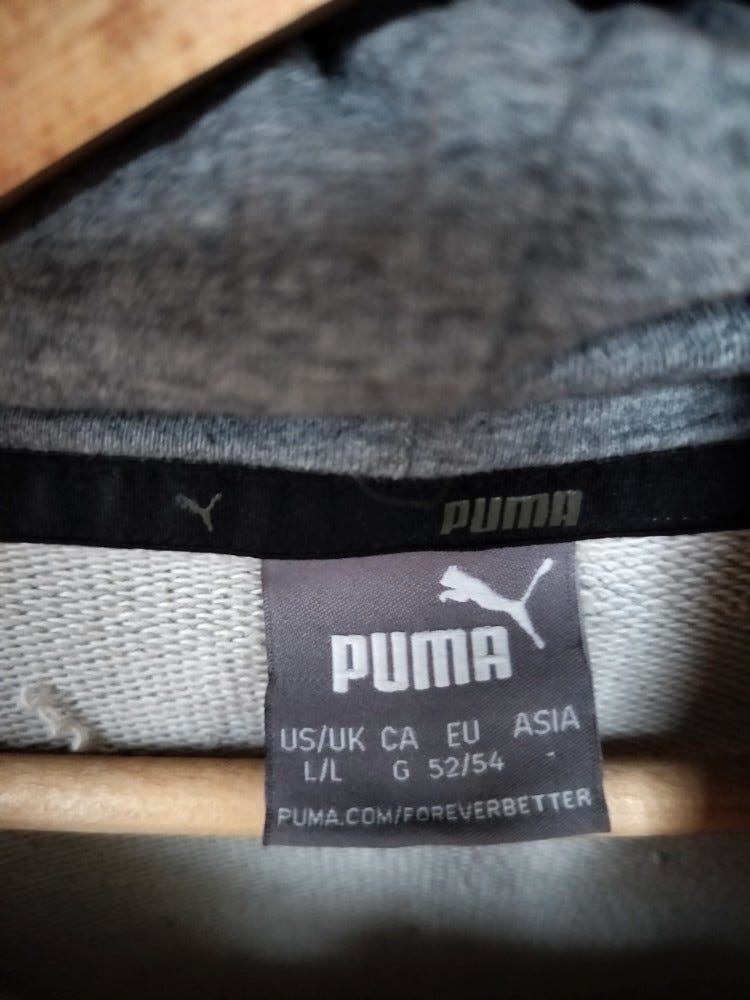 PUMA
PUMA
US/UK CA EU ASIA
L/L G 52/54 -
PUMA.COM/FOREVERBETTER